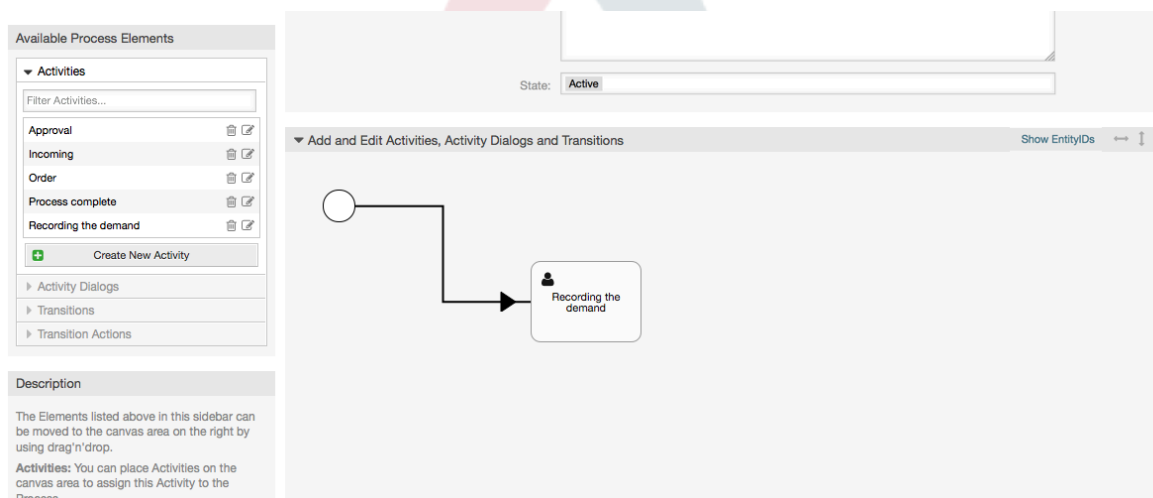 Available Process Elements
Activities
Filter Activities...
Approval
Incoming
Order
Process complete
Recording the demand
Create New Activity
Activity Dialogs
Transitions
Transition Actions
Description
The Elements listed above in this sidebar can
be moved to the canvas area on the right by
using drag'n'drop.
Activities: You can place Activities on the
canvas area to assign this Activity to the
Process.
State: Active
Add and Edit Activities, Activity Dialogs and Transitions
Show EntityIDs
Recording the
demand